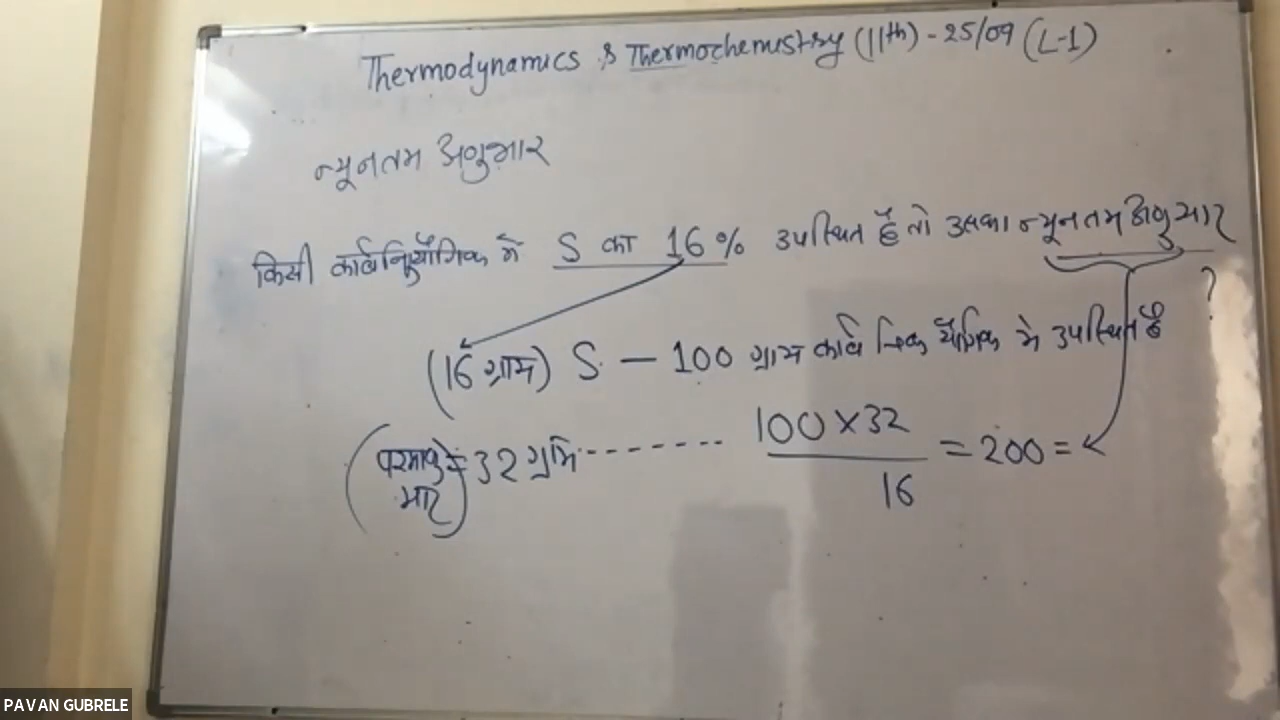 Thermodynamics & Thermochemistry (11th) - 25/09 (L-1)
न्यूनतम अणुभार
किसी कार्बनिक यौगिक में S का 16% उपस्थित है तो उसका न्यूनतम अणुभार ?
(16 ग्राम) S — 100 ग्राम कार्बनिक यौगिक में उपस्थित है
(परमाणु भार) = 32 ग्राम ------- 100 × 32 / 16 = 200 =
PAVAN GUBRELE